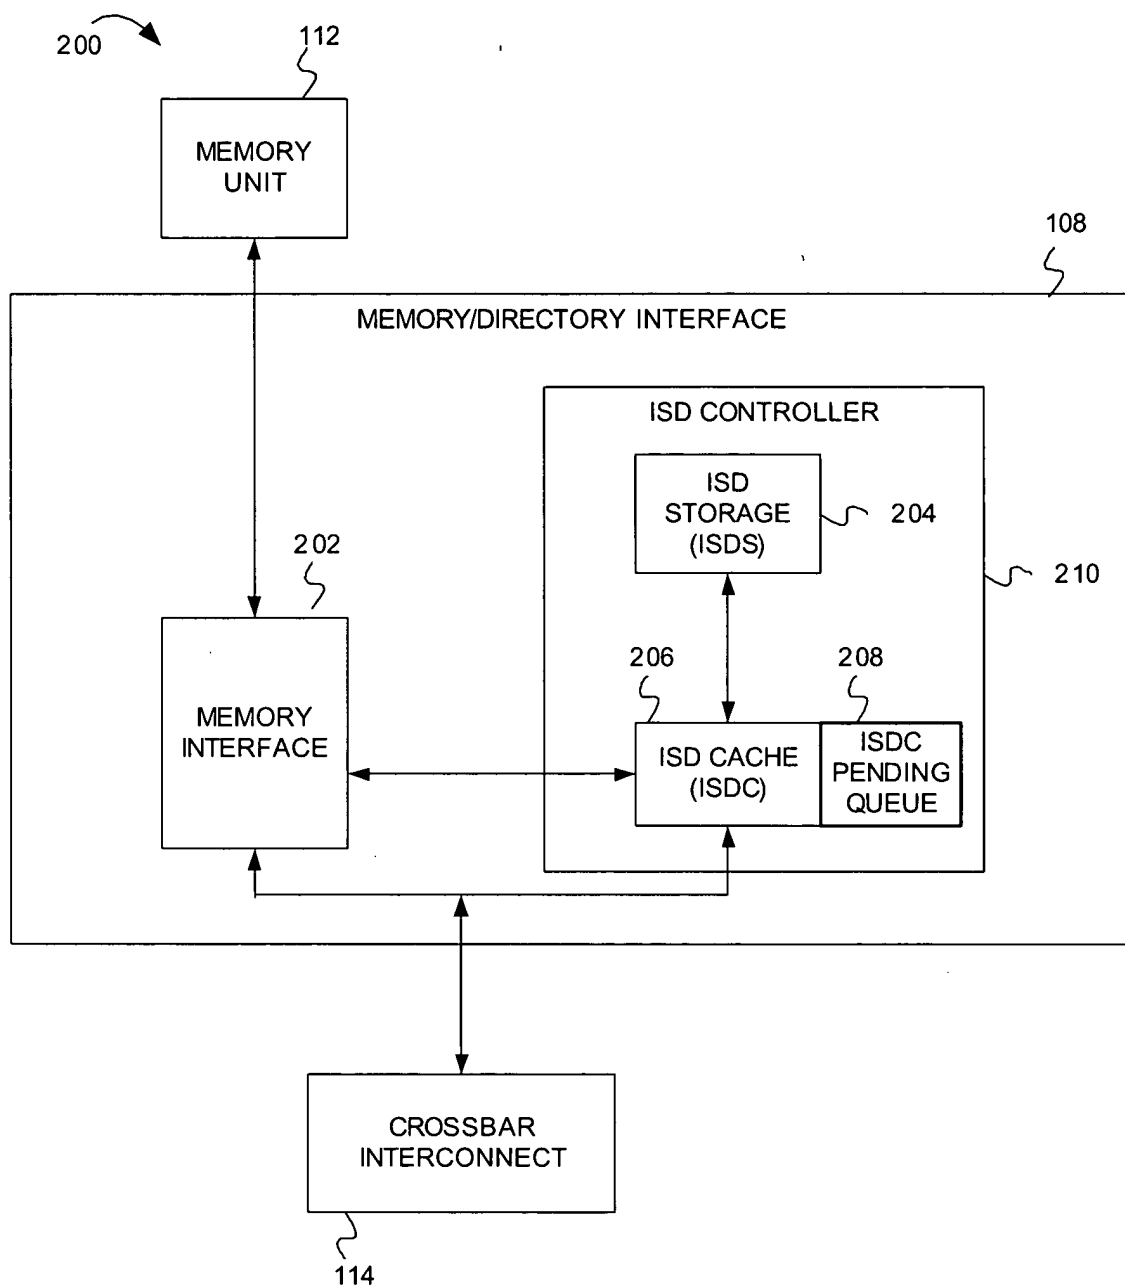 200
112
MEMORY
UNIT
108
MEMORY/DIRECTORY INTERFACE
ISD CONTROLLER
ISD
STORAGE
(ISDS)
204
202
210
206
208
MEMORY
INTERFACE
ISD CACHE
(ISDC)
ISDC
PENDING
QUEUE
CROSSBAR
INTERCONNECT
114